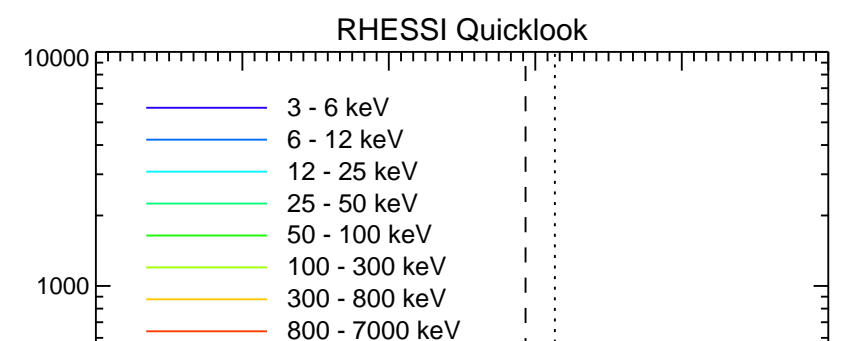 RHESSI Quicklook
10000
3 - 6 keV
6 - 12 keV
12 - 25 keV
25 - 50 keV
50 - 100 keV
100 - 300 keV
1000
300 - 800 keV
800 - 7000 keV